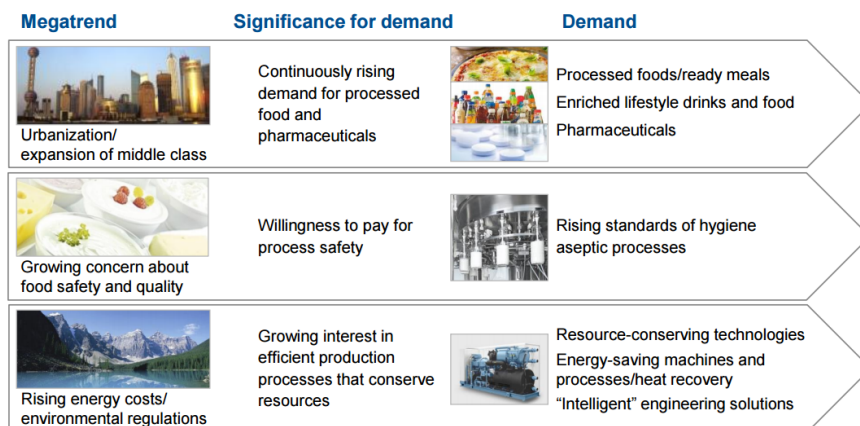 Megatrend
Significance for demand
Demand
Urbanization/
expansion of middle class
Continuously rising
demand for processed
food and
pharmaceuticals
Processed foods/ready meals
Enriched lifestyle drinks and food
Pharmaceuticals
Growing concern about
food safety and quality
Willingness to pay for
process safety
Rising standards of hygiene
aseptic processes
Rising energy costs/
environmental regulations
Growing interest in
efficient production
processes that conserve
resources
Resource-conserving technologies
Energy-saving machines and
processes/heat recovery
“Intelligent” engineering solutions